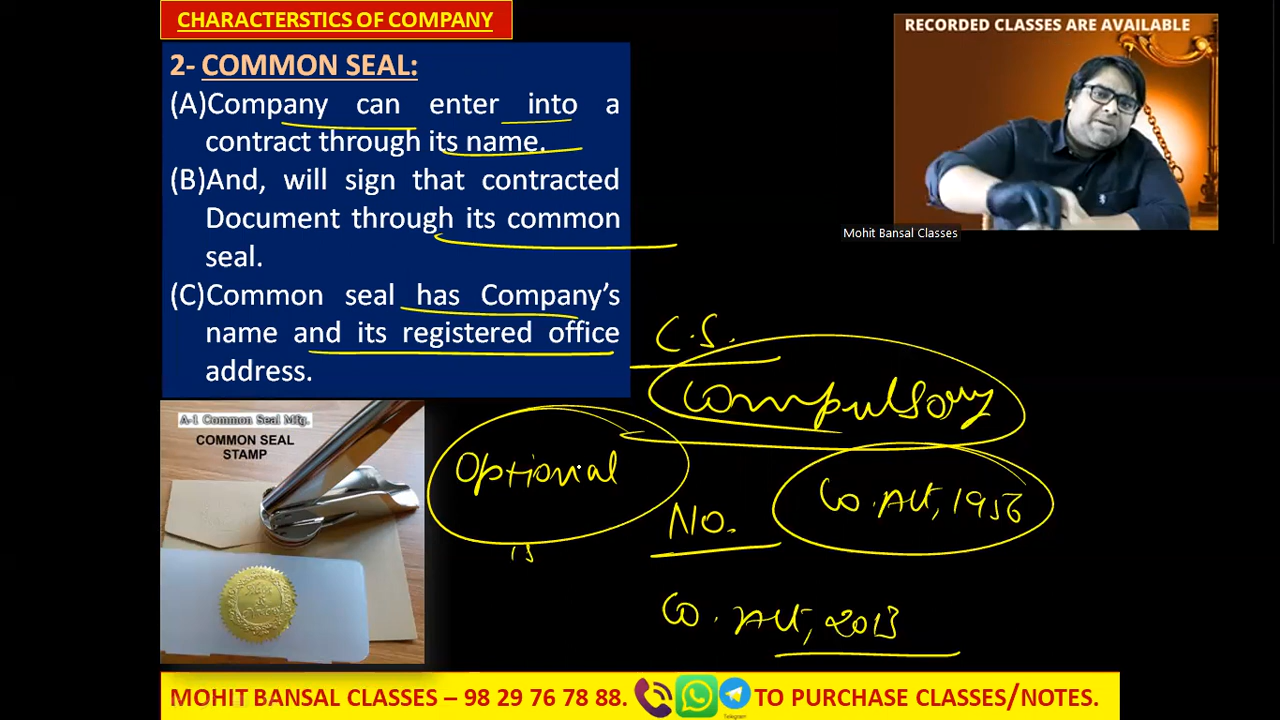 CHARACTERSTICS OF COMPANY
RECORDED CLASSES ARE AVAILABLE
2- COMMON SEAL:
(A)Company can enter into a
contract through its name.
(B)And, will sign that contracted
Document through its common
seal.
(C)Common seal has Company's
name and its registered office
address.
Mohit Bansal Classes
C.S.
Compulsory
Optional
NO.
Co. Act, 1956
Co. Act, 2013
A-1 Common Seal Mfg.
COMMON SEAL
STAMP
MOHIT BANSAL CLASSES – 98 29 76 78 88. TO PURCHASE CLASSES/NOTES.
Telegram